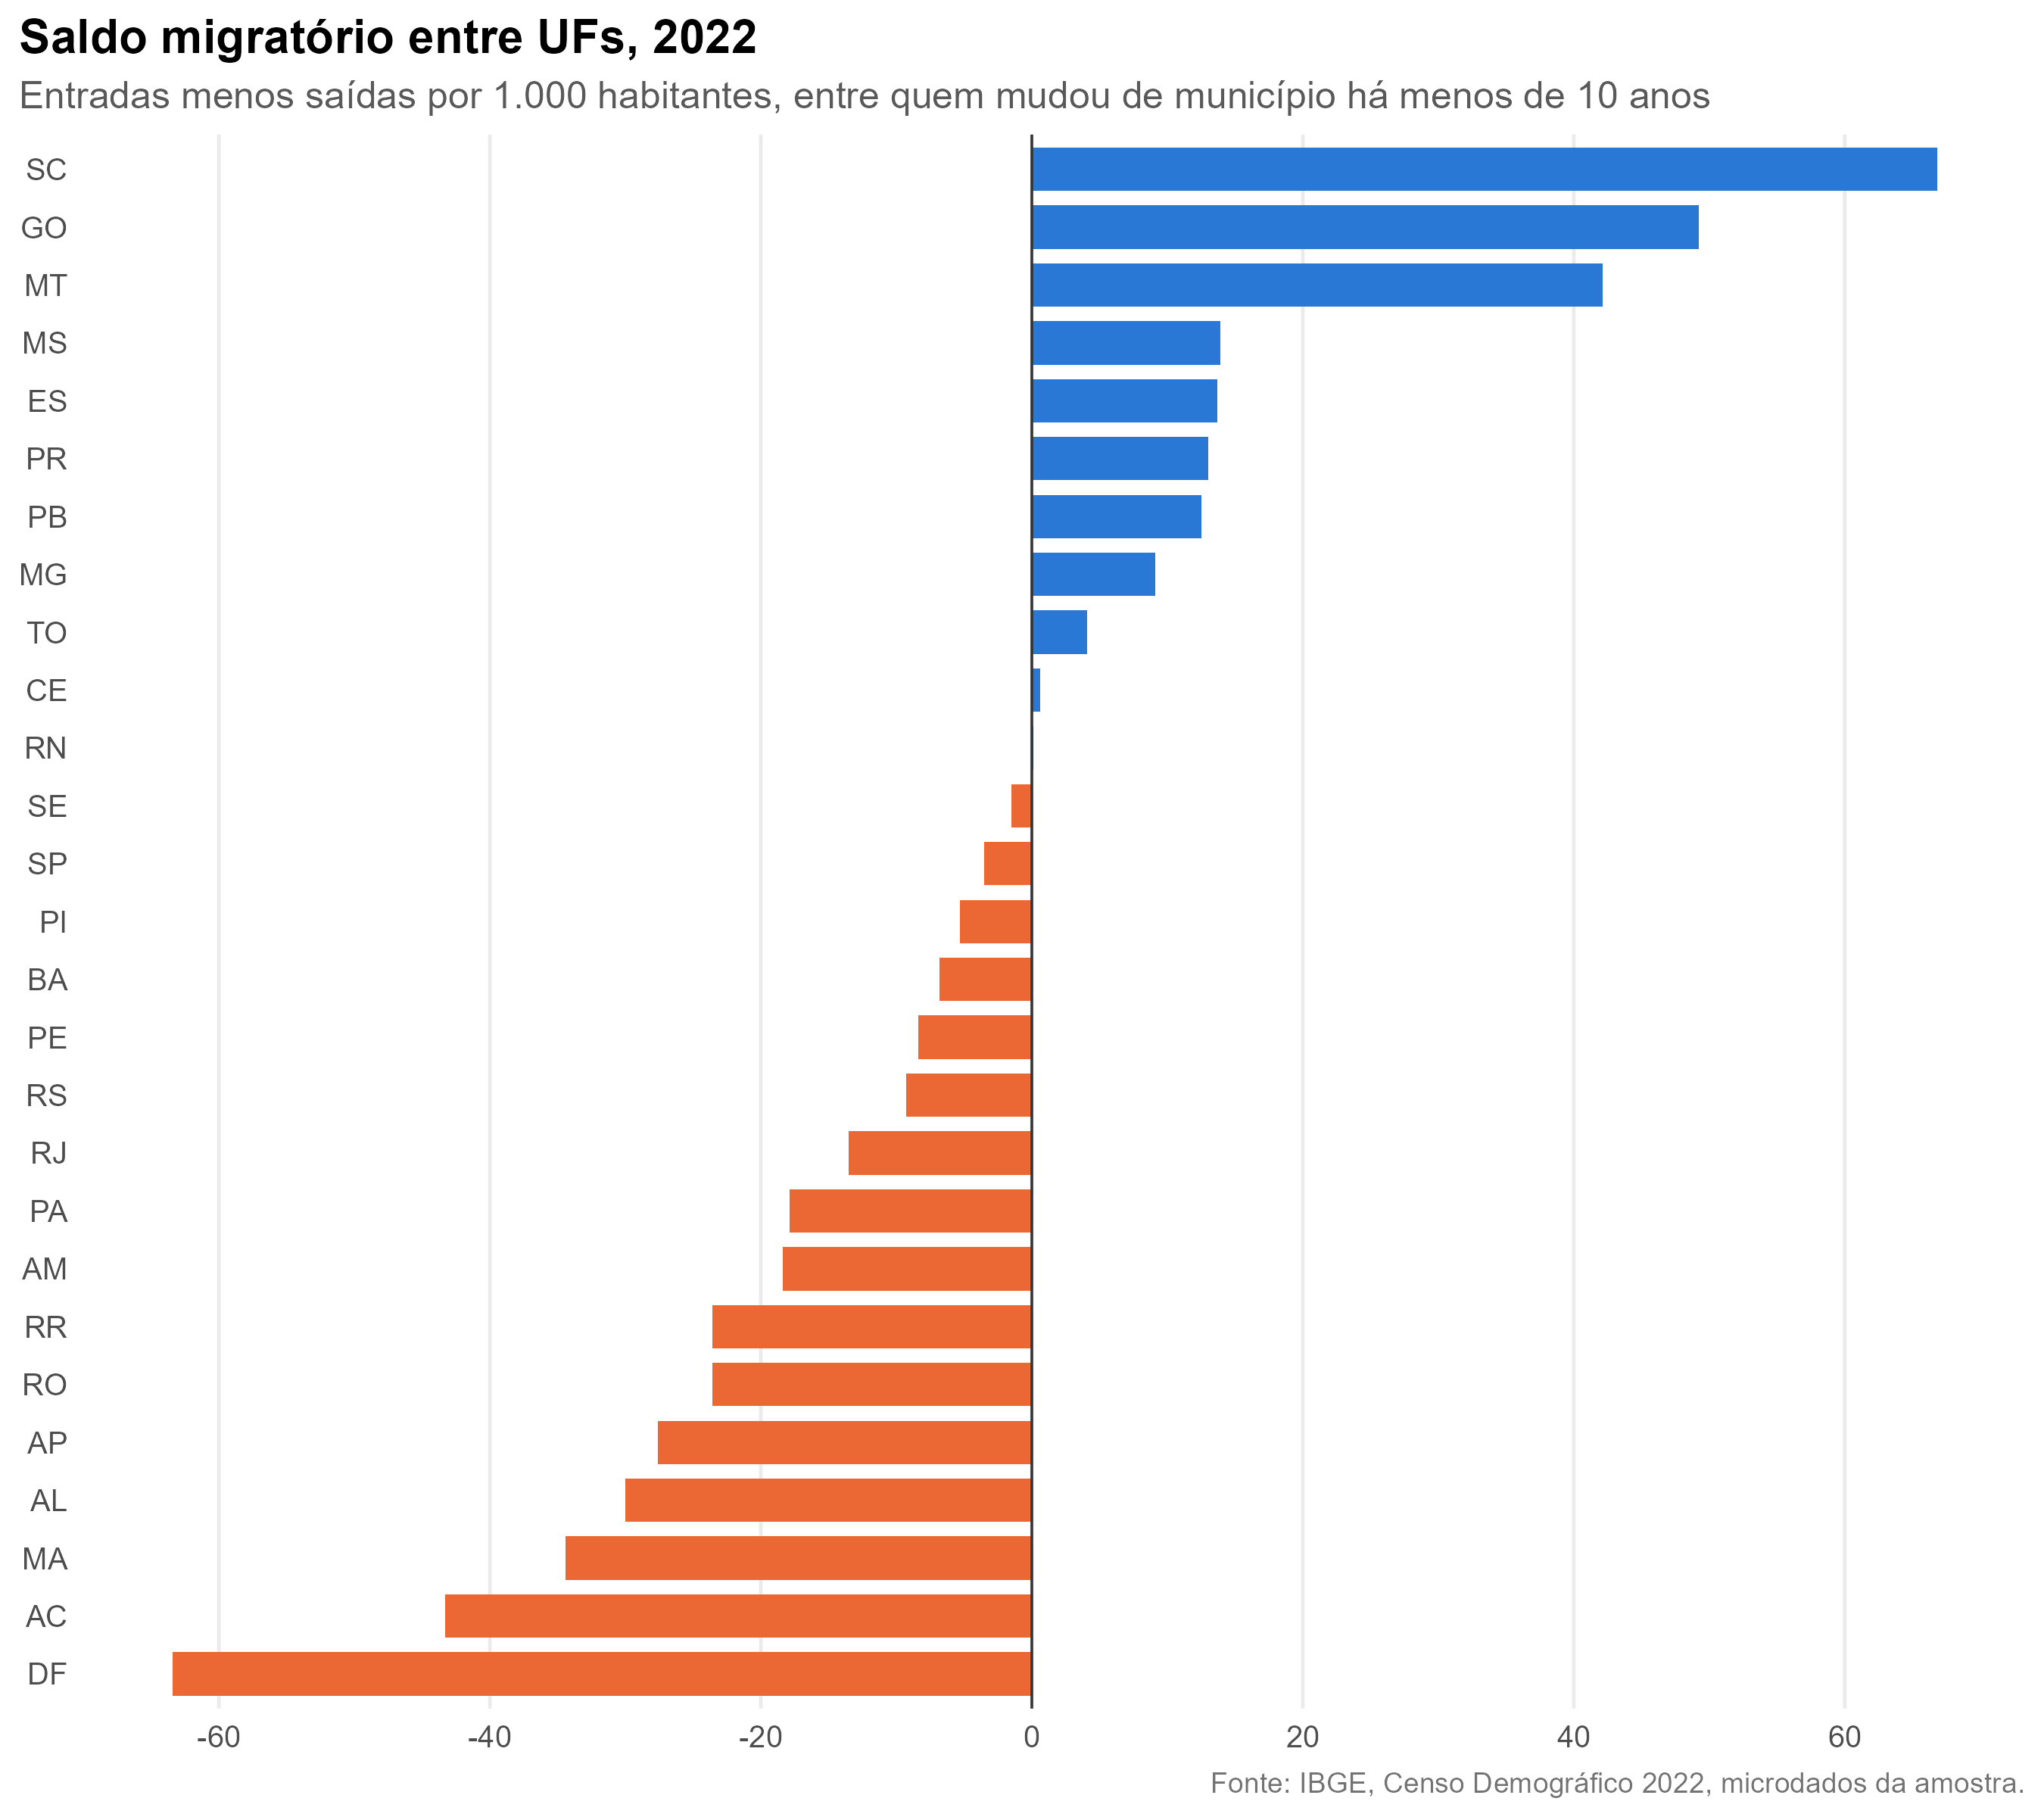 Saldo migratório entre UFs, 2022
Entradas menos saídas por 1.000 habitantes, entre quem mudou de município há menos de 10 anos
SC
GO
MT
MS
ES
PR
PB
MG
TO
CE
RN
SE
SP
PI
BA
PE
RS
RJ
PA
AM
RR
RO
AP
AL
MA
AC
DF
-60 -40 -20 0 20 40 60
Fonte: IBGE, Censo Demográfico 2022, microdados da amostra.